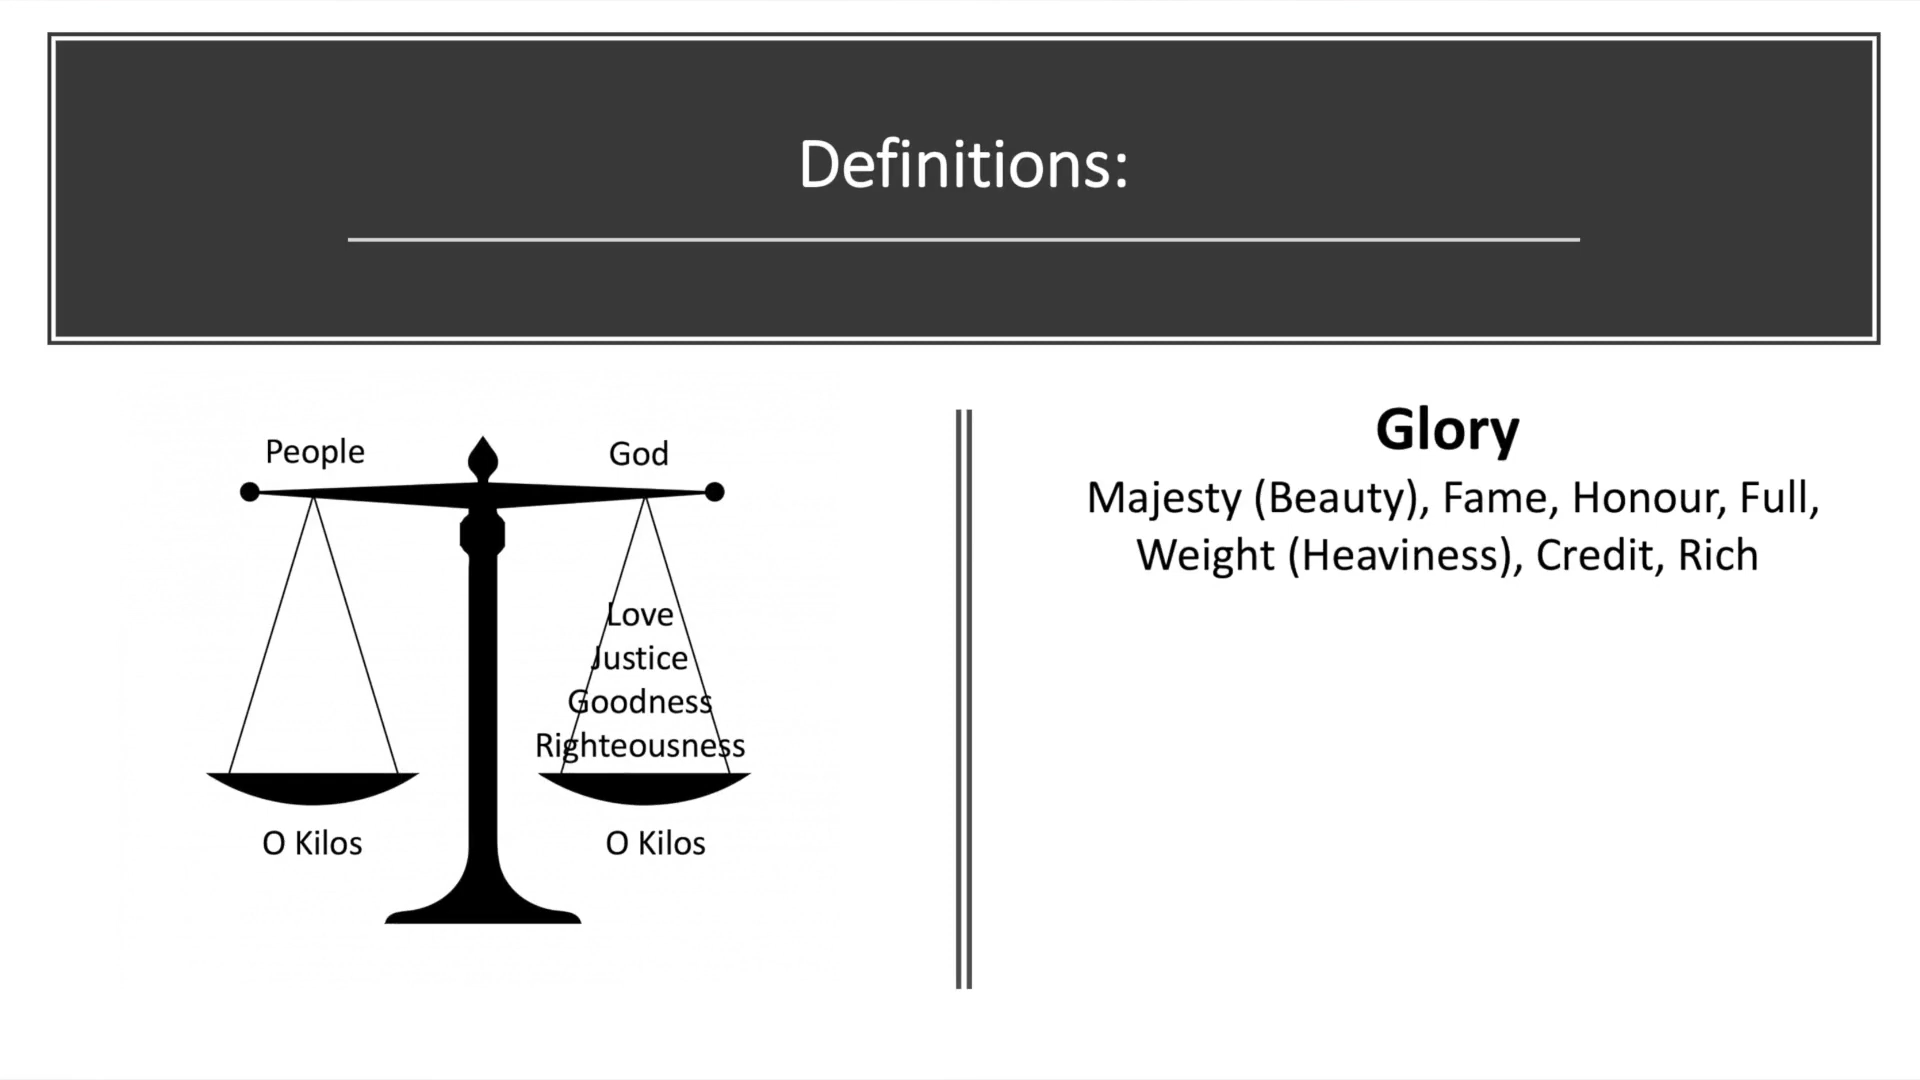 Definitions:
People
God
Love
Justice
Goodness
Righteousness
O Kilos
O Kilos
Glory
Majesty (Beauty), Fame, Honour, Full,
Weight (Heaviness), Credit, Rich